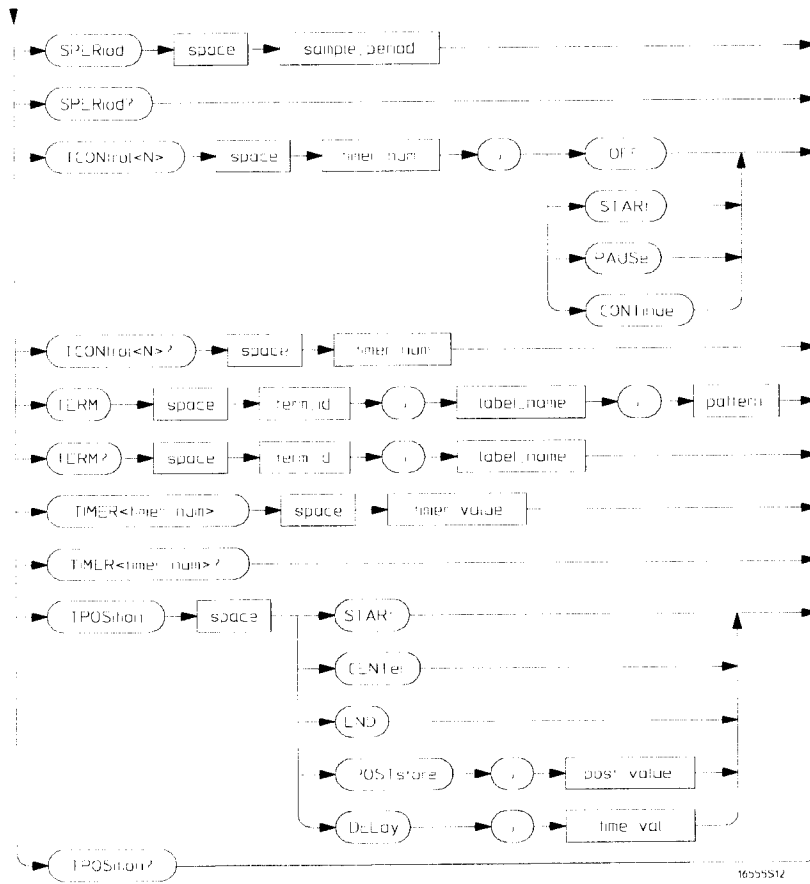 SPERiod space sample_period
SPERiod?
TCONtrol<N> space timer_num , OFF
STARt
PAUSe
CONTinue
TCONtrol<N>? space timer_num
TERM space term_id , label_name , pattern
TERM? space term_id , label_name
TIMER<timer_num> space timer_value
TIMER<timer_num>?
TPOSition space STARt
CENTer
END
POSTstore , post_value
DELay , time_val
TPOSition?
16555S12